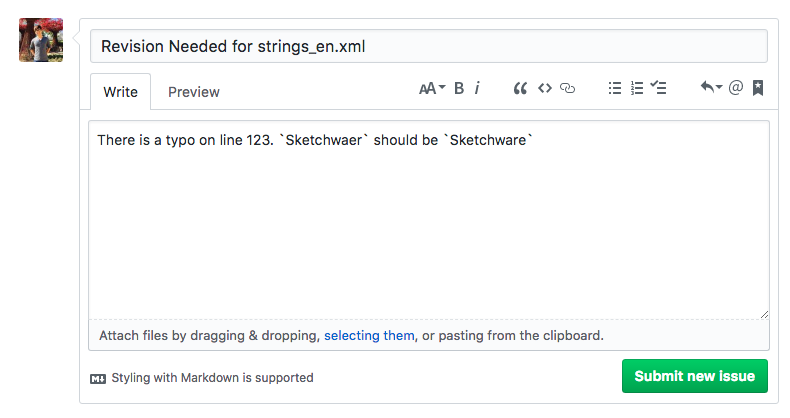 Revision Needed for strings_en.xml
Write Preview AA B i @
There is a typo on line 123. `Sketchwaer` should be `Sketchware`
Attach files by dragging & dropping, selecting them, or pasting from the clipboard.
M Styling with Markdown is supported
Submit new issue